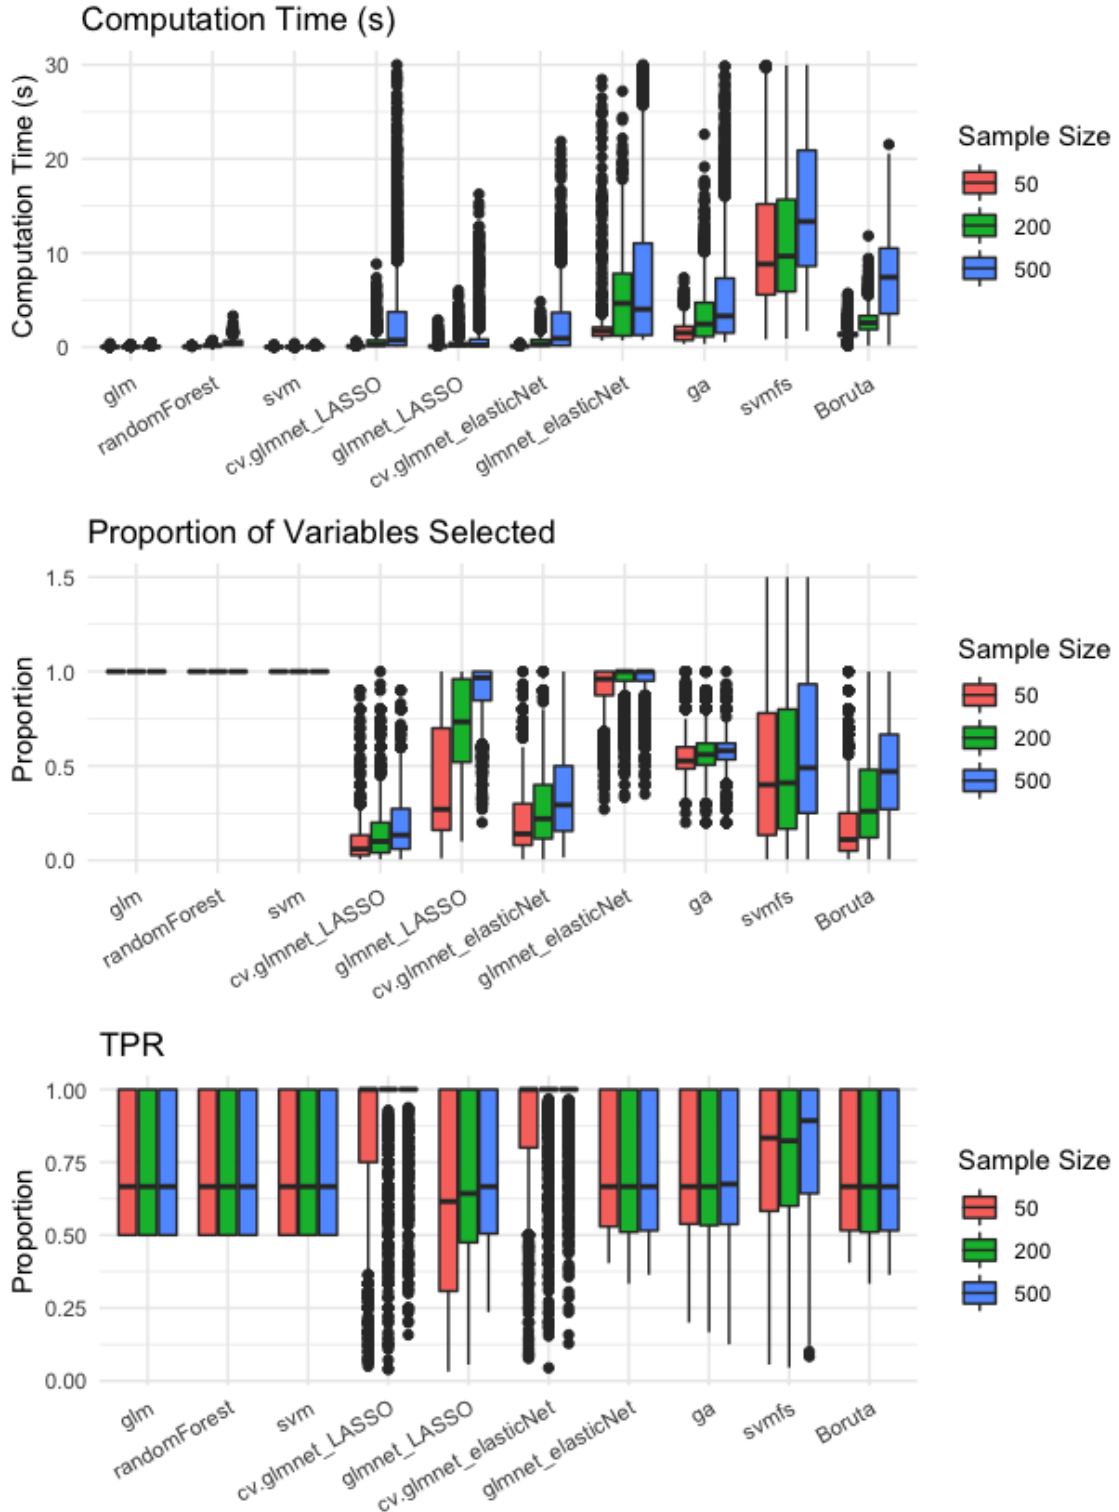 Computation Time (s)
Computation Time (s)
30
20
10
0
glm
randomForest
svm
cv.glmnet_LASSO
glmnet_LASSO
cv.glmnet_elasticNet
glmnet_elasticNet
ga
svmfs
Boruta
Sample Size
50
200
500
Proportion of Variables Selected
Proportion
1.5
1.0
0.5
0.0
glm
randomForest
svm
cv.glmnet_LASSO
glmnet_LASSO
cv.glmnet_elasticNet
glmnet_elasticNet
ga
svmfs
Boruta
Sample Size
50
200
500
TPR
Proportion
1.00
0.75
0.50
0.25
0.00
glm
randomForest
svm
cv.glmnet_LASSO
glmnet_LASSO
cv.glmnet_elasticNet
glmnet_elasticNet
ga
svmfs
Boruta
Sample Size
50
200
500